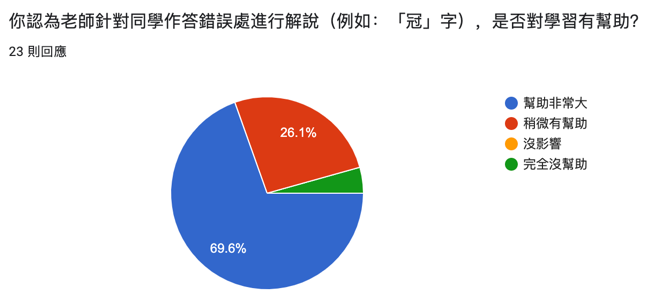 你認為老師針對同學作答錯誤處進行解說（例如：「冠」字），是否對學習有幫助?
23 則回應
幫助非常大
稍微有幫助
沒影響
完全沒幫助
26.1%
69.6%